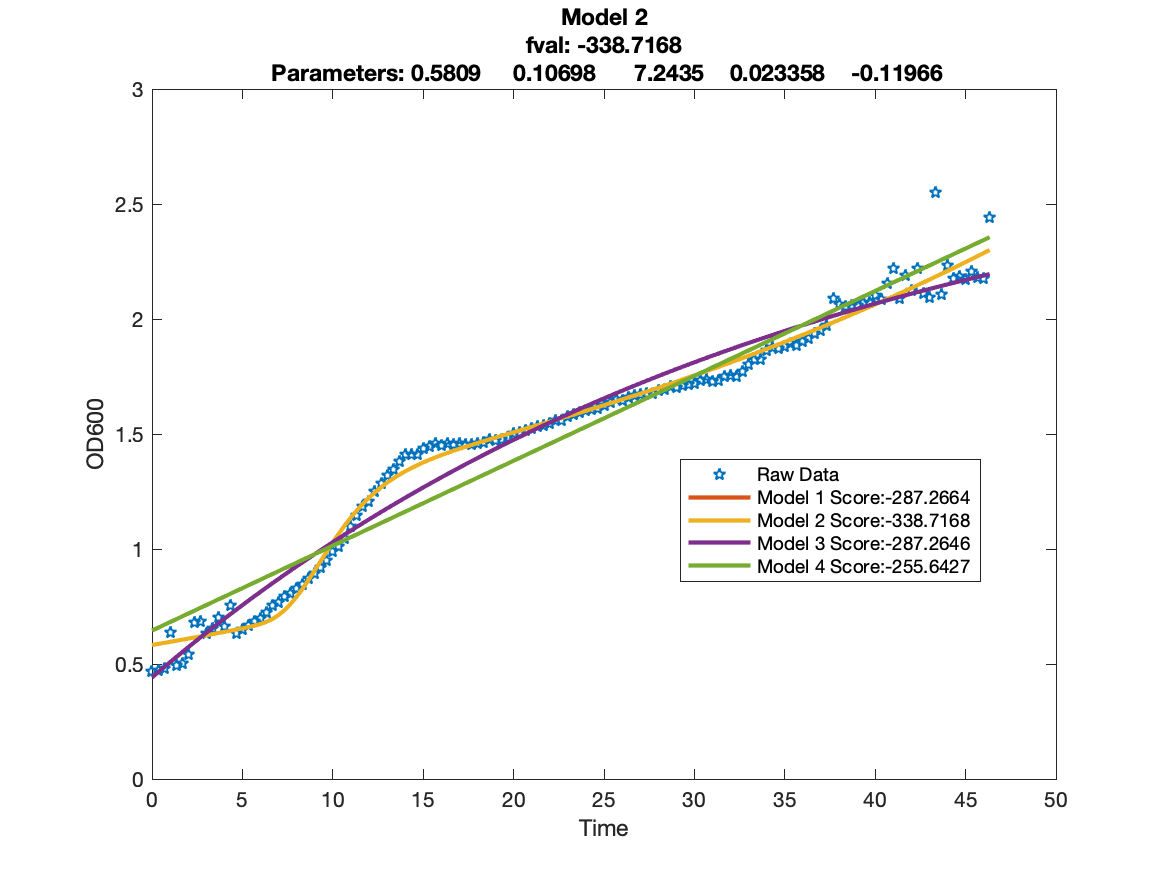 Model 2
fval: -338.7168
Parameters: 0.5809 0.10698 7.2435 0.023358 -0.11966
3
2.5
2
1.5
1
0.5
0
OD600
Raw Data
Model 1 Score:-287.2664
Model 2 Score:-338.7168
Model 3 Score:-287.2646
Model 4 Score:-255.6427
0 5 10 15 20 25 30 35 40 45 50
Time